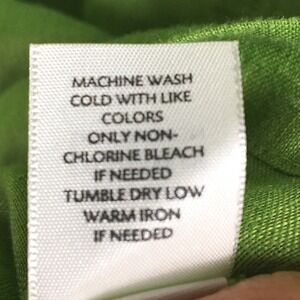 MACHINE WASH
COLD WITH LIKE
COLORS
ONLY NON-
CHLORINE BLEACH
IF NEEDED
TUMBLE DRY LOW
WARM IRON
IF NEEDED